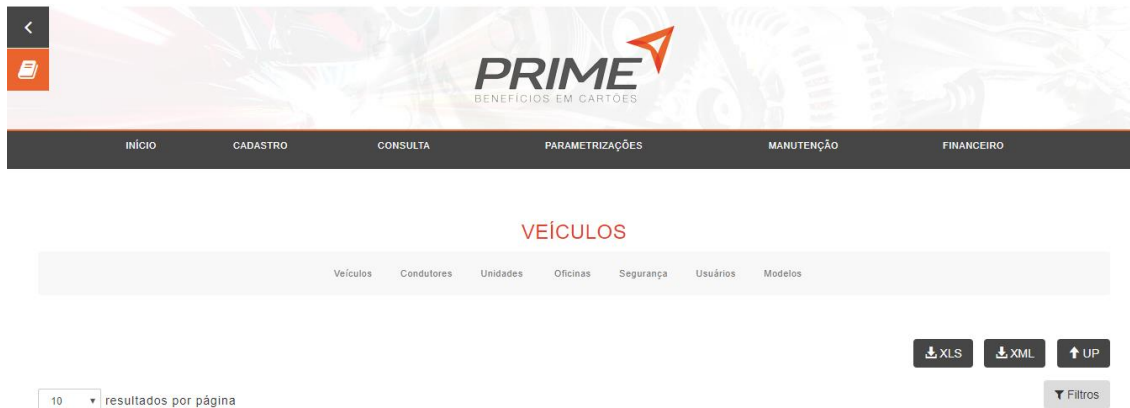 PRIME
BENEFÍCIOS EM CARTÕES
INÍCIO CADASTRO CONSULTA PARAMETRIZAÇÕES MANUTENÇÃO FINANCEIRO
VEÍCULOS
Veículos Condutores Unidades Oficinas Segurança Usuários Modelos
XLS XML UP
Filtros
10 resultados por página